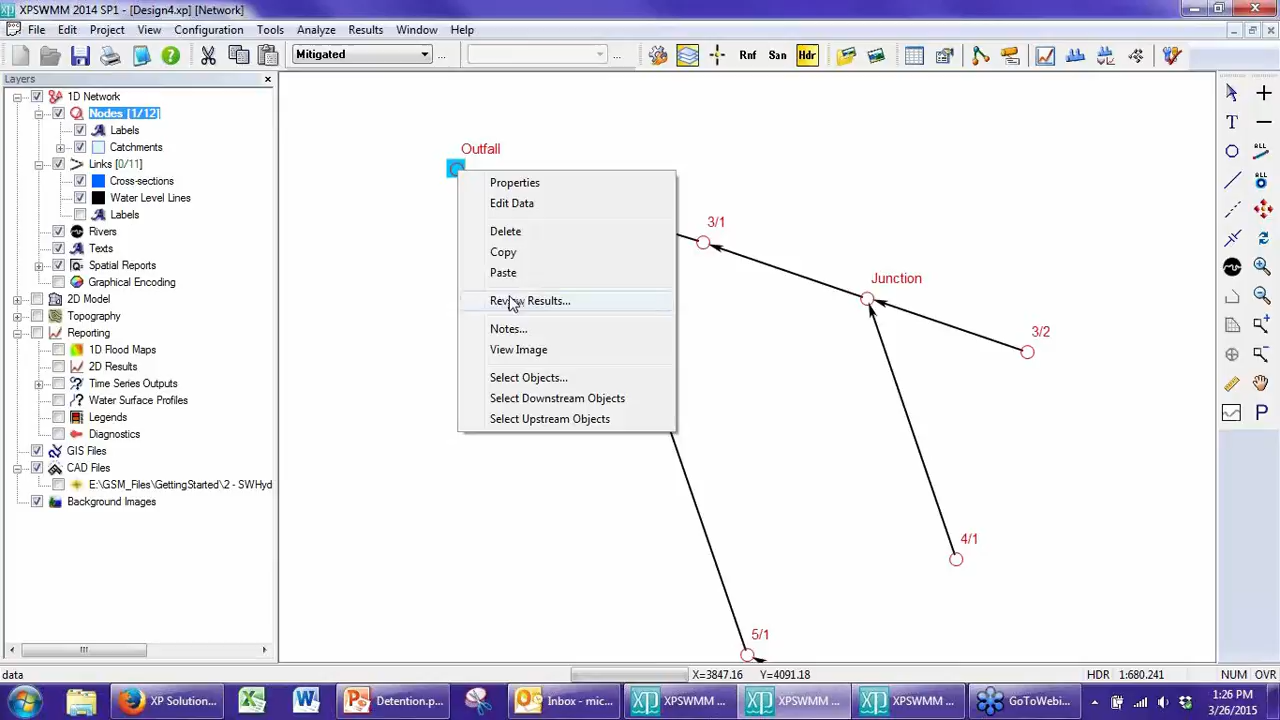 XPSWMM 2014 SP1 - [Design4.xp] [Network]
File Edit Project View Configuration Tools Analyze Results Window Help
Mitigated ... ... Rnf San Hdr
Layers
1D Network
Nodes [1/12]
Labels
Catchments
Links [0/11]
Cross-sections
Water Level Lines
Labels
Rivers
Texts
Spatial Reports
Graphical Encoding
2D Model
Topography
Reporting
1D Flood Maps
2D Results
Time Series Outputs
Water Surface Profiles
Legends
Diagnostics
GIS Files
CAD Files
E:\GSM_Files\GettingStarted\2 - SWHyd
Background Images
Outfall
Properties
Edit Data
Delete
Copy
Paste
Review Results...
Notes...
View Image
Select Objects...
Select Downstream Objects
Select Upstream Objects
3/1
Junction
3/2
4/1
5/1
T
ALL
ALL
P
data
X=3847.16 Y=4091.18 HDR 1:680.241 NUM OVR
XP Solution... Detention.p... Inbox - mic... XPSWMM ... XPSWMM ... XPSWMM ... GoToWebi...
1:26 PM
3/26/2015